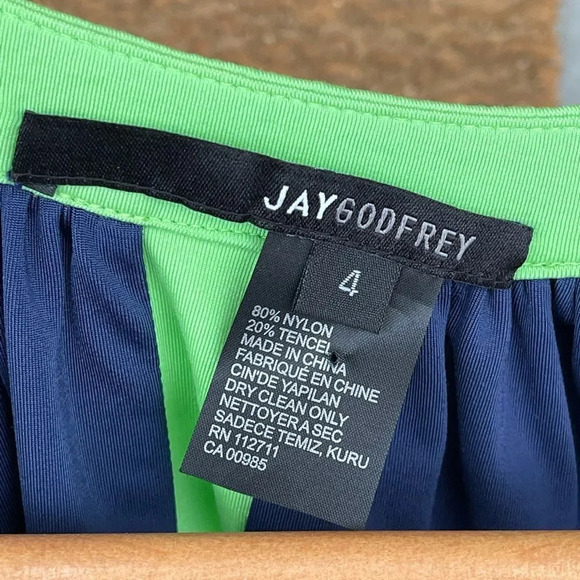 JAYGODFREY
4
80% NYLON
20% TENCEL
MADE IN CHINA
FABRIQUÉ EN CHINE
CIN'DE YAPILAN
DRY CLEAN ONLY
NETTOYER A SEC
SADECE TEMIZ, KURU
RN 112711
CA 00985